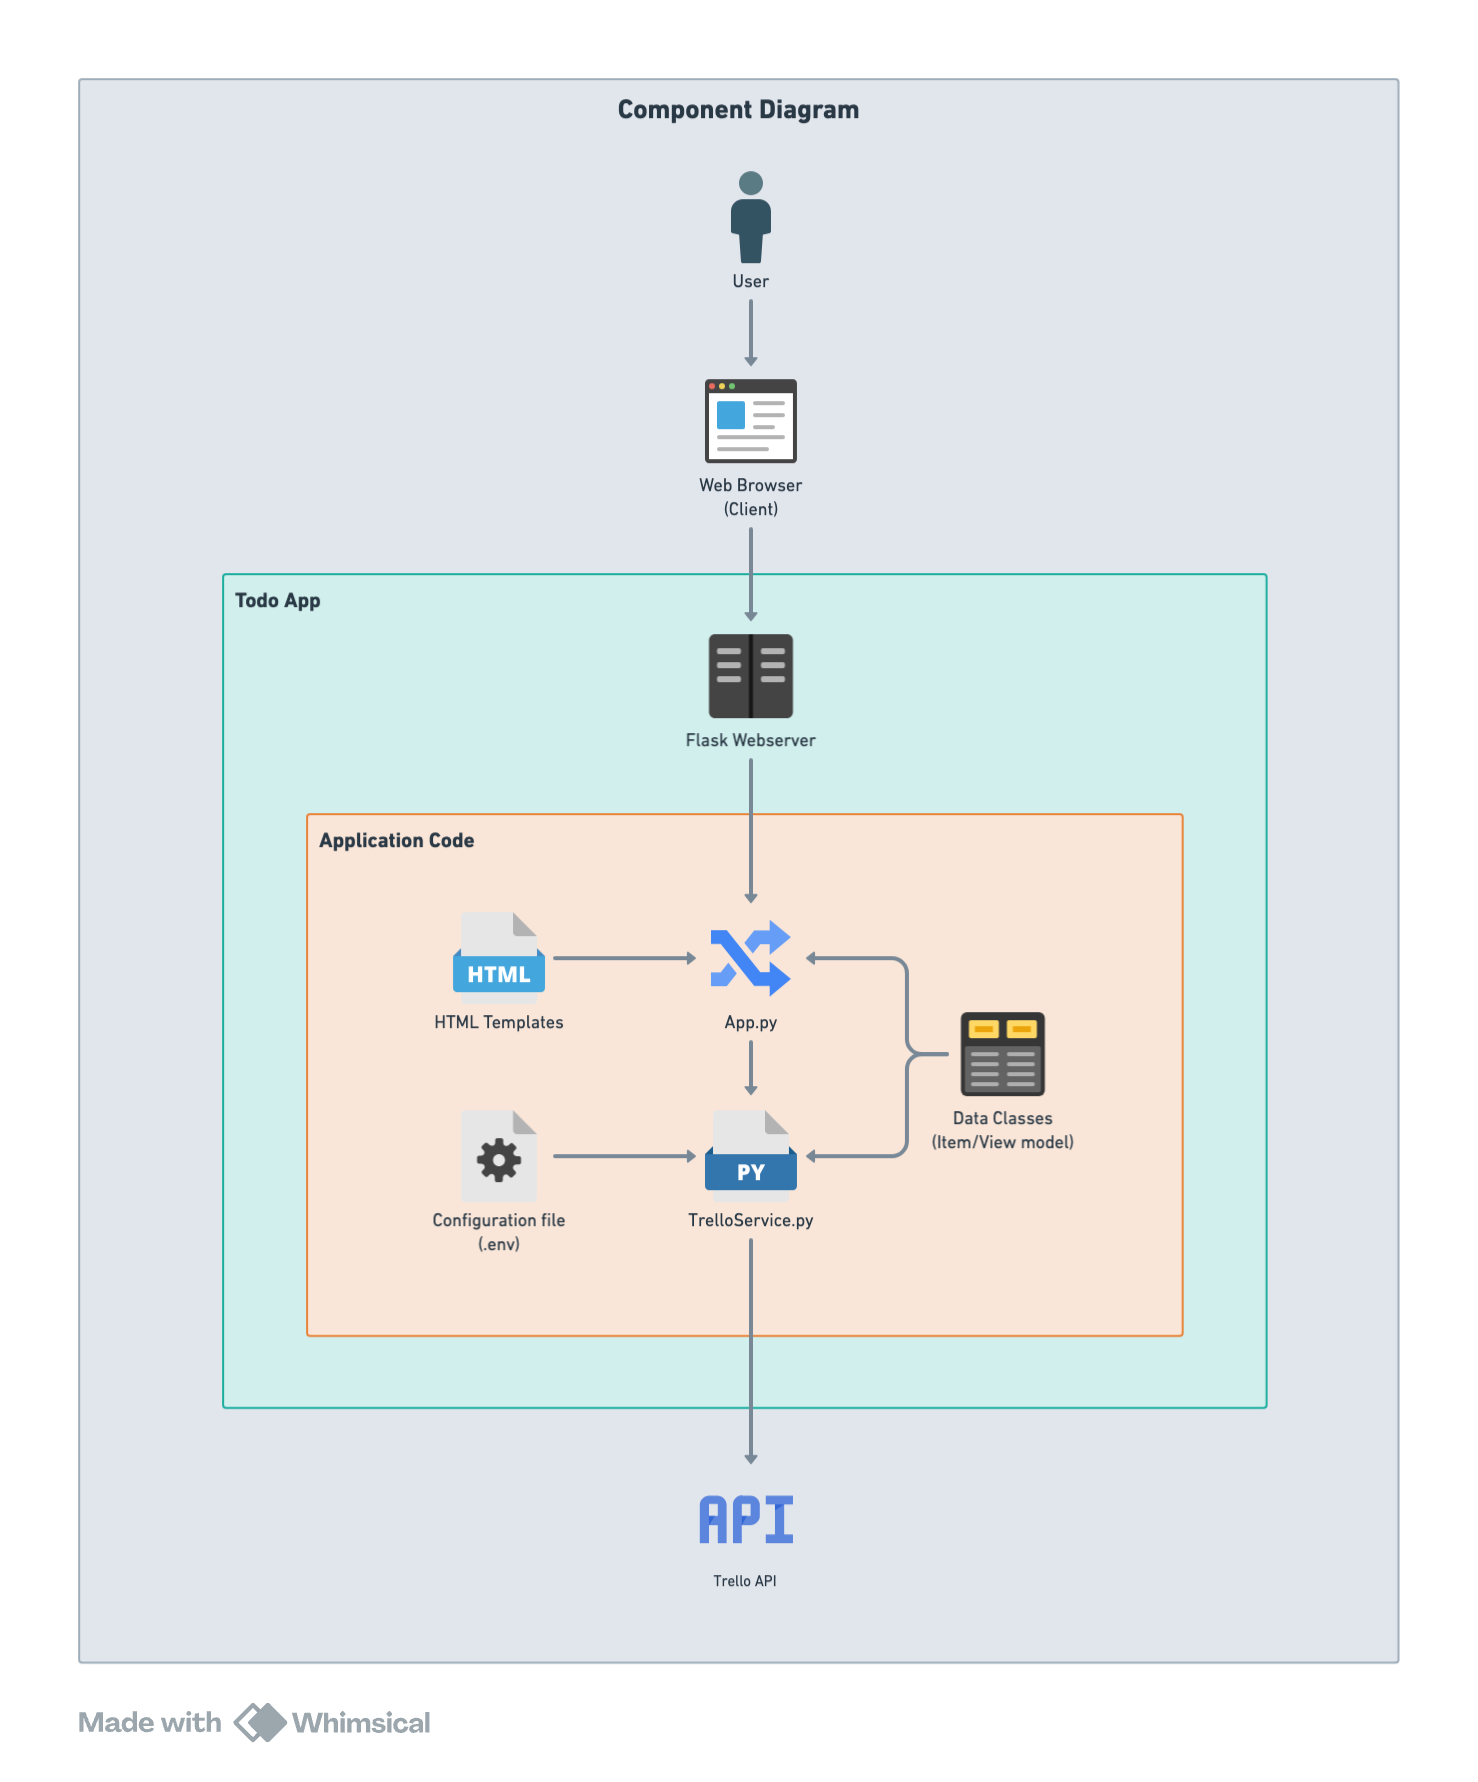 Component Diagram
User
Web Browser
(Client)
Todo App
Flask Webserver
Application Code
HTML
HTML Templates
App.py
Data Classes
(Item/View model)
PY
Configuration file
(.env)
TrelloService.py
API
Trello API
Made with Whimsical